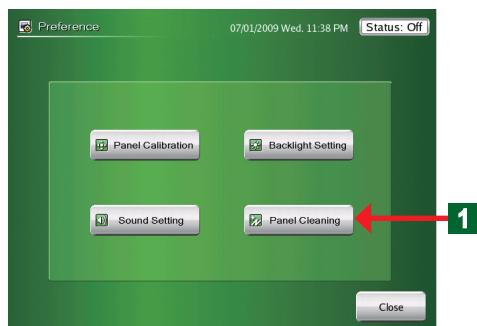 Preference 07/01/2009 Wed. 11:38 PM Status: Off
Panel Calibration Backlight Setting
Sound Setting Panel Cleaning 1
Close